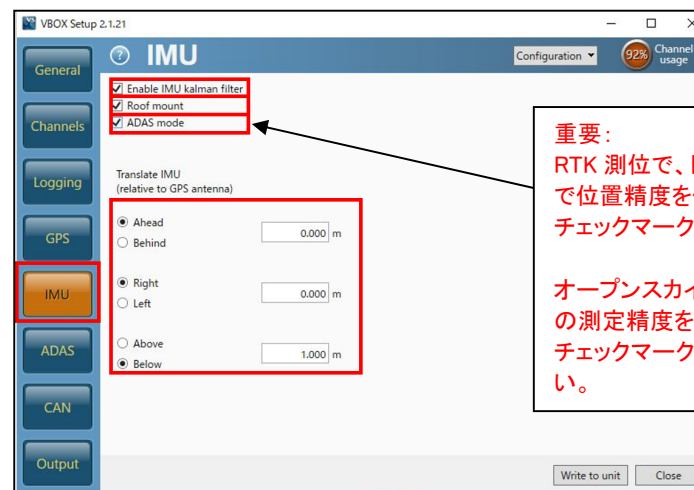 VBOX Setup 2.1.21
General
IMU
Configuration
92%
Channel
usage
Enable IMU kalman filter
Roof mount
ADAS mode
Channels
Logging
GPS
IMU
ADAS
CAN
Output
Translate IMU
(relative to GPS antenna)
Ahead
Behind
0.000 m
Right
Left
0.000 m
Above
Below
1.000 m
重要:
RTK 測位で、
で位置精度を
チェックマーク
オープンスカイ
の測定精度を
チェックマーク
い。
Write to unit
Close